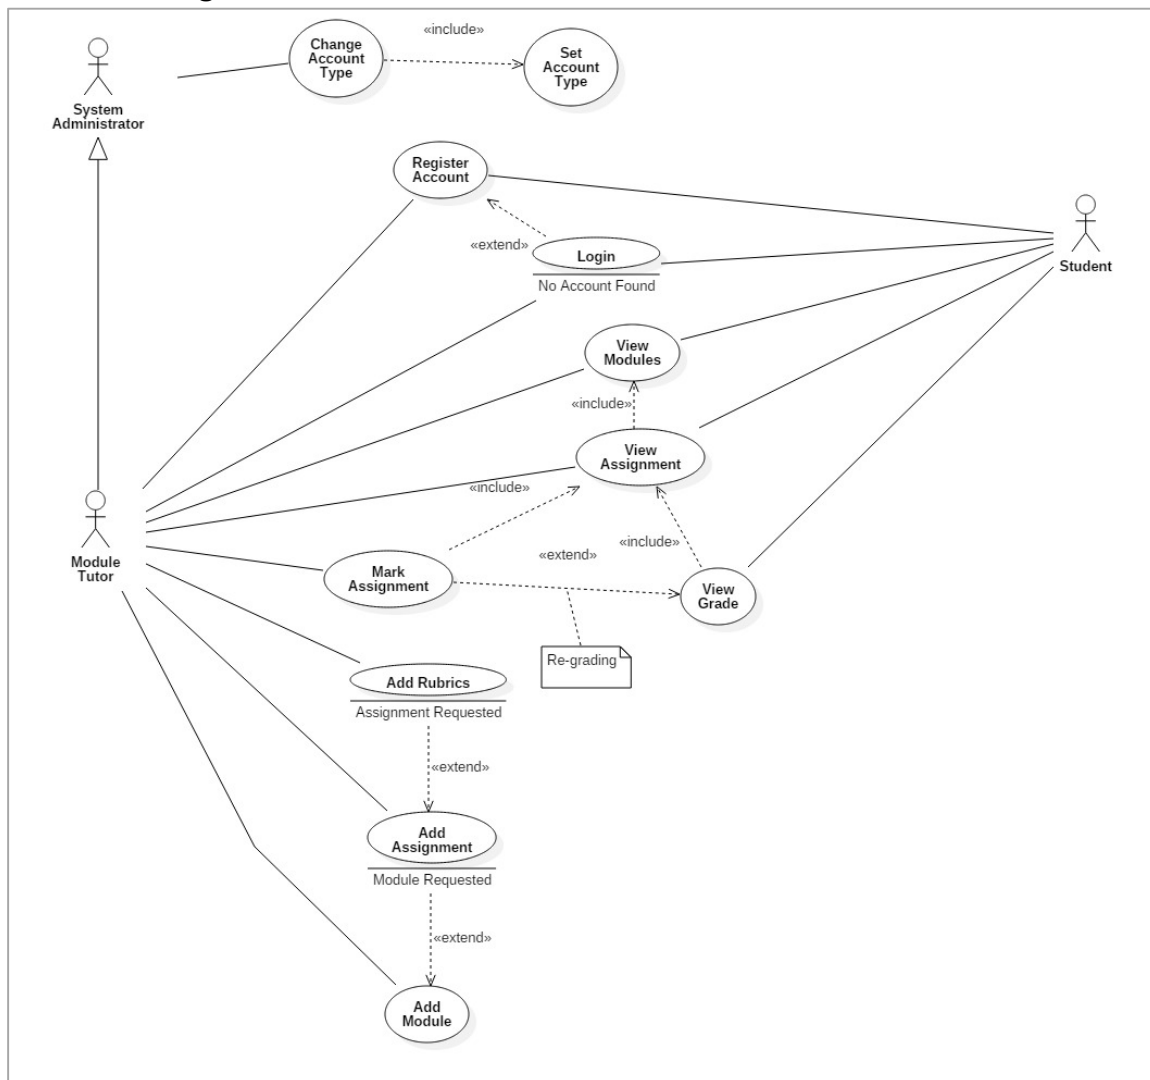 Change
Account
Type
«include»
Set
Account
Type
System
Administrator
Register
Account
«extend»
Login
No Account Found
Student
View
Modules
«include»
View
Assignment
«include»
Module
Tutor
Mark
Assignment
«extend»
«include»
View
Grade
Re-grading
Add Rubrics
Assignment Requested
«extend»
Add
Assignment
Module Requested
«extend»
Add
Module